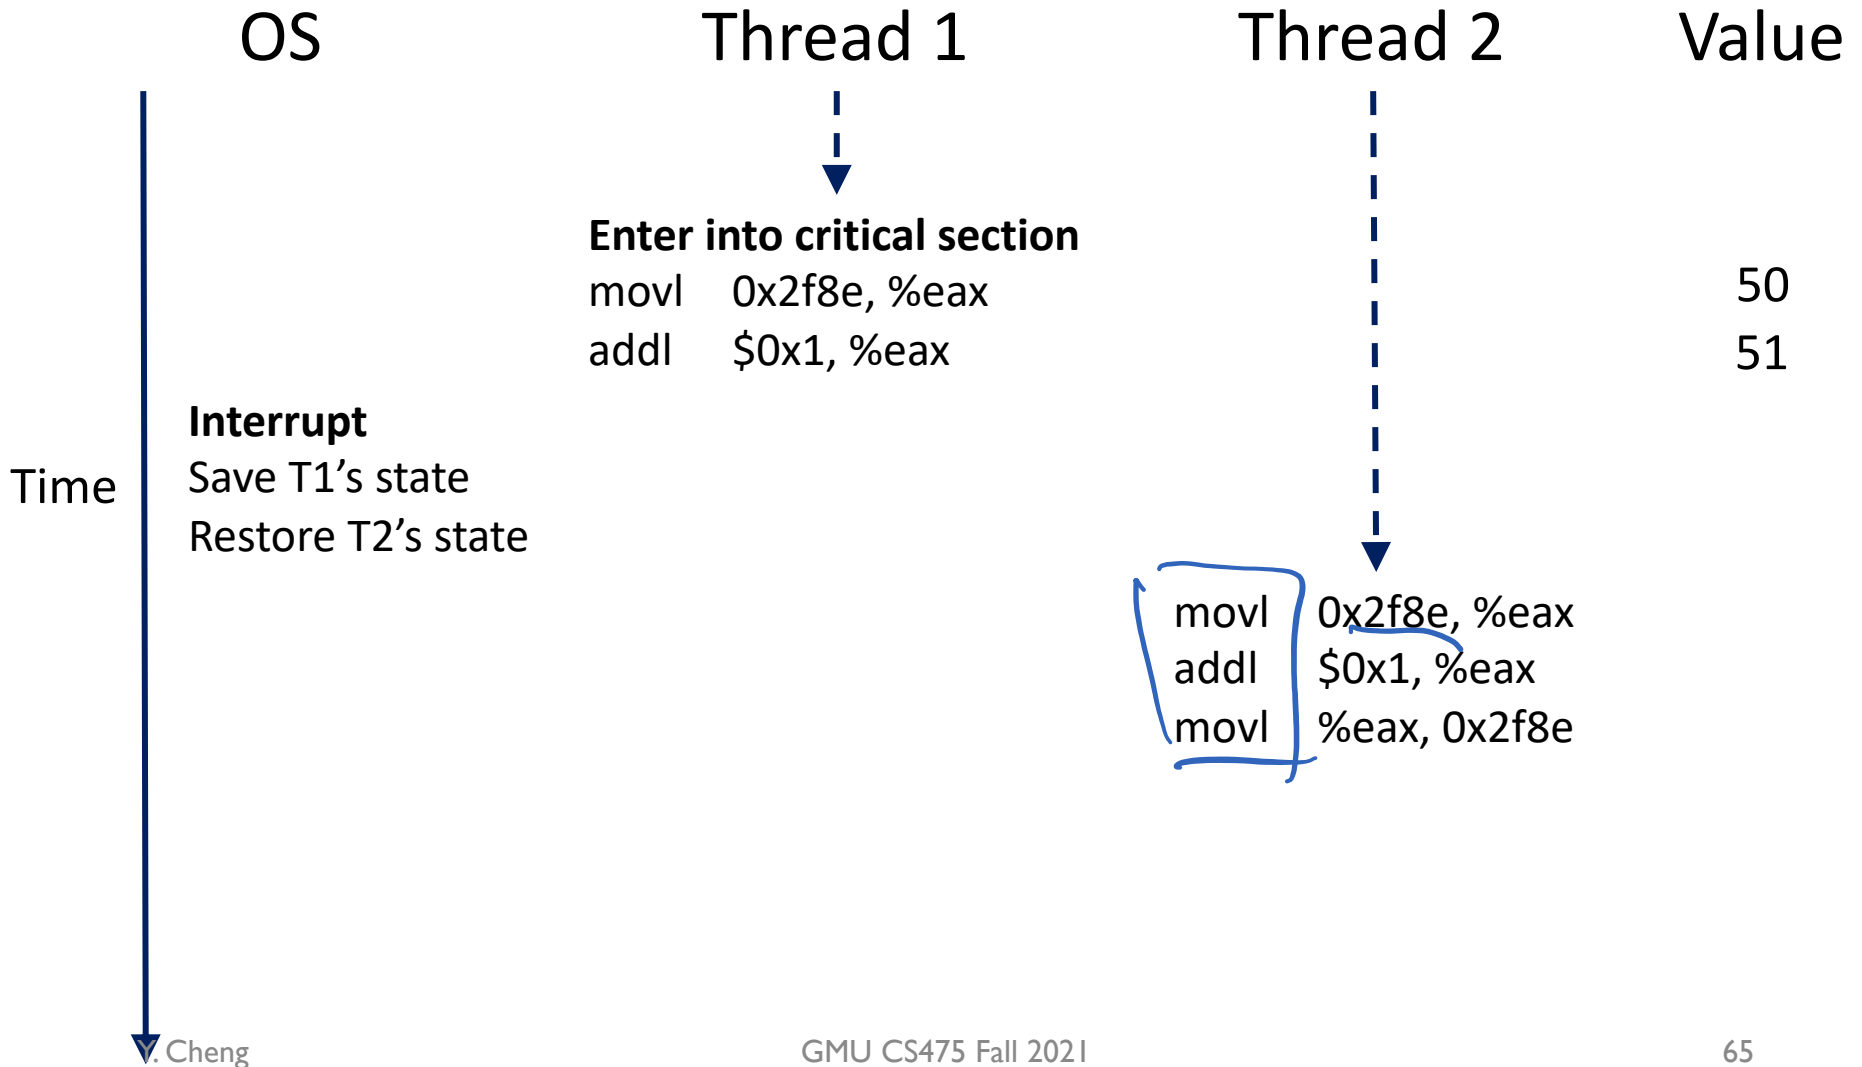 OS Thread 1 Thread 2 Value
Enter into critical section
movl 0x2f8e, %eax 50
addl $0x1, %eax 51
Interrupt
Time Save T1’s state
Restore T2’s state
movl 0x2f8e, %eax
addl $0x1, %eax
movl %eax, 0x2f8e
Y. Cheng GMU CS475 Fall 2021 65